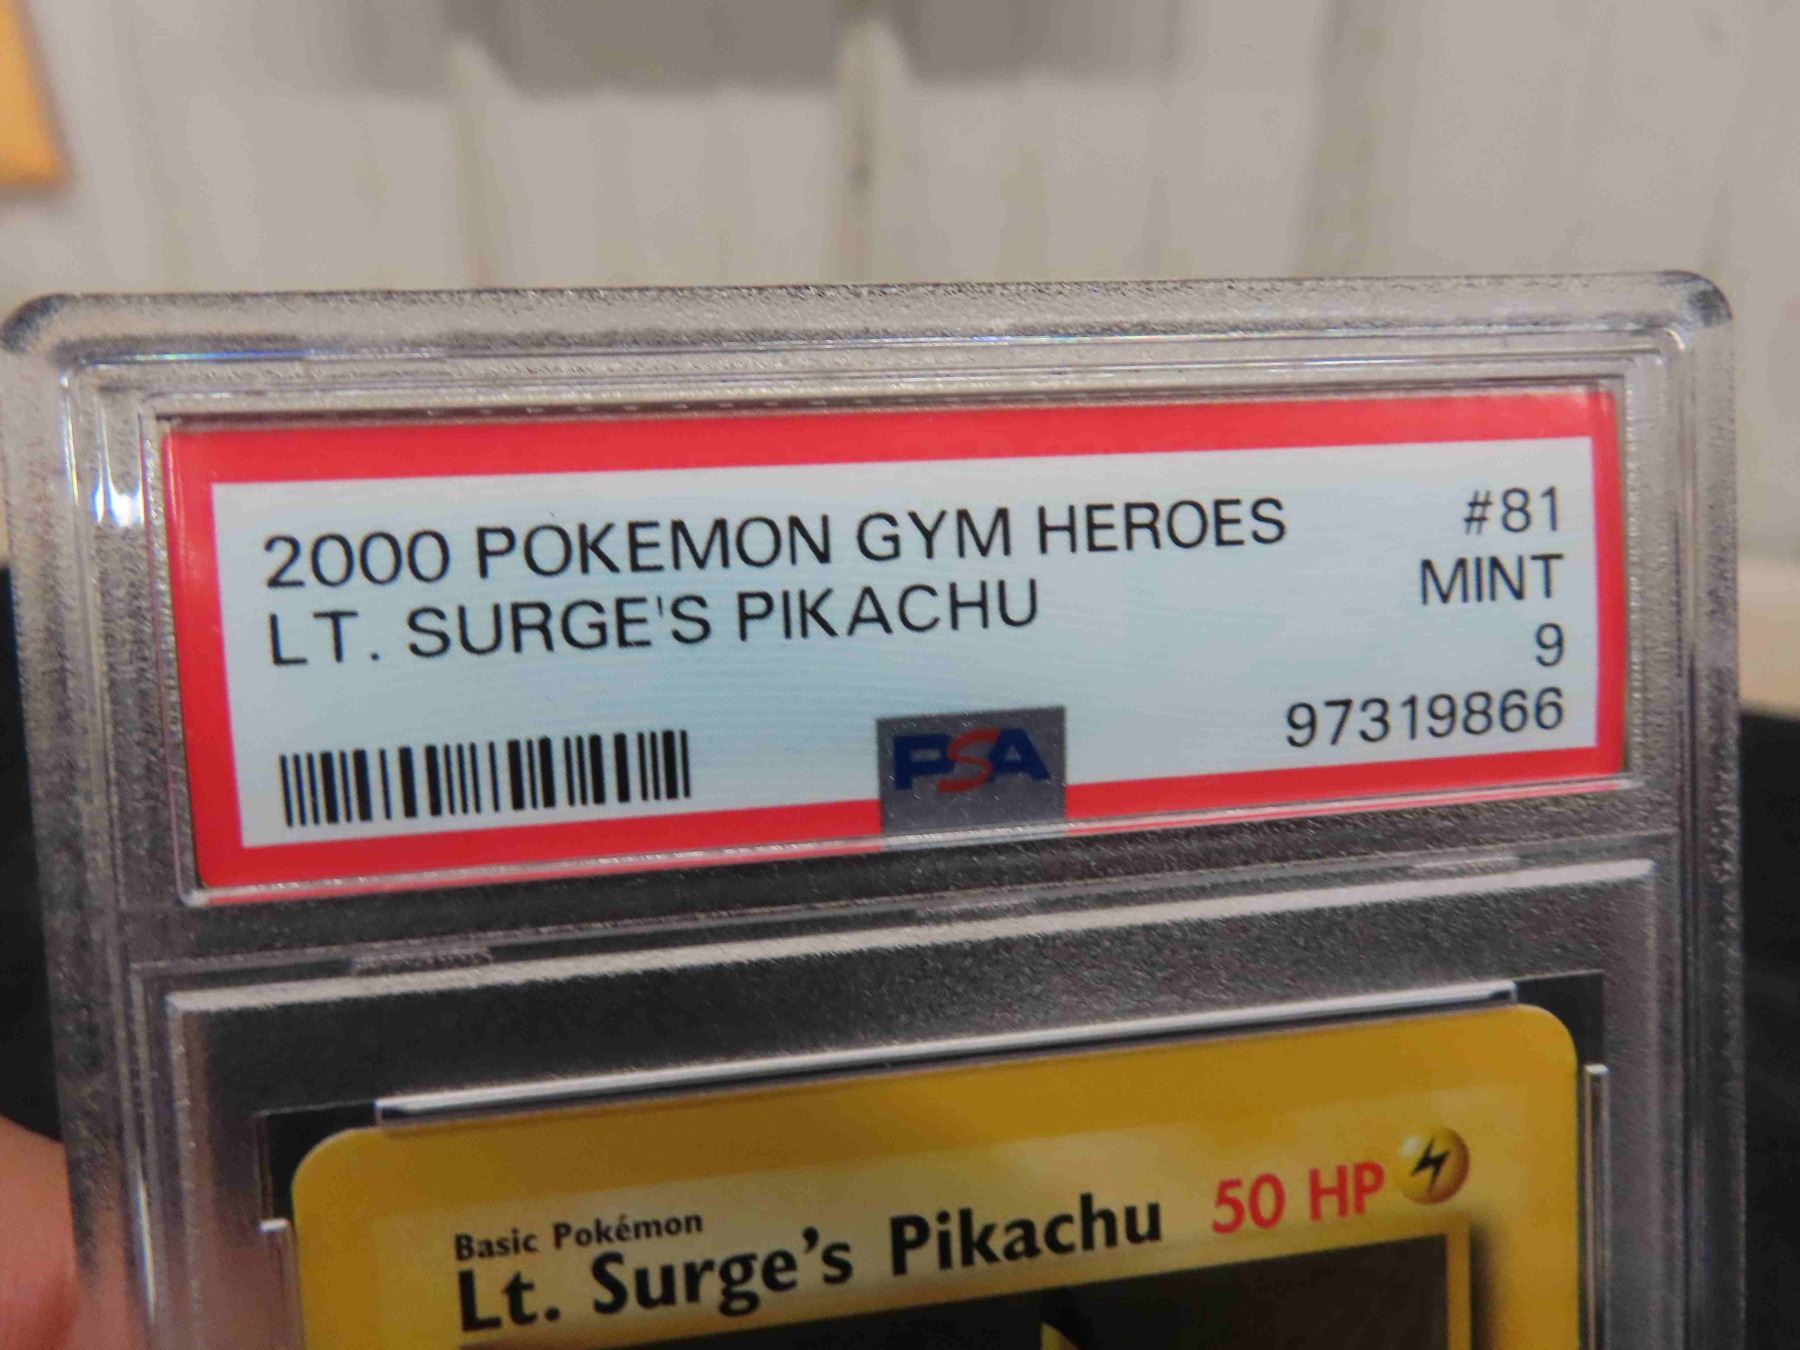 2000 POKEMON GYM HEROES #81
LT. SURGE'S PIKACHU MINT
9
PSA 97319866
Basic Pokémon
Lt. Surge's Pikachu 50 HP